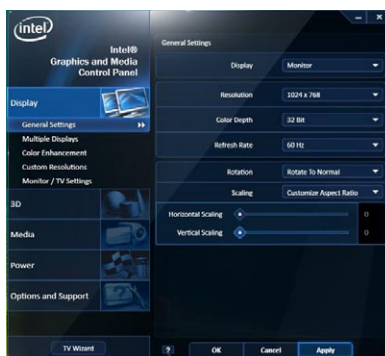 intel
Intel®
Graphics and Media
Control Panel
Display
General Settings
Multiple Displays
Color Enhancement
Custom Resolutions
Monitor / TV Settings
3D
Media
Power
Options and Support
TV Wizard
General Settings
Display Monitor
Resolution 1024 x 768
Color Depth 32 Bit
Refresh Rate 60 Hz
Rotation Rotate To Normal
Scaling Customize Aspect Ratio
Horizontal Scaling 0
Vertical Scaling 0
? OK Cancel Apply